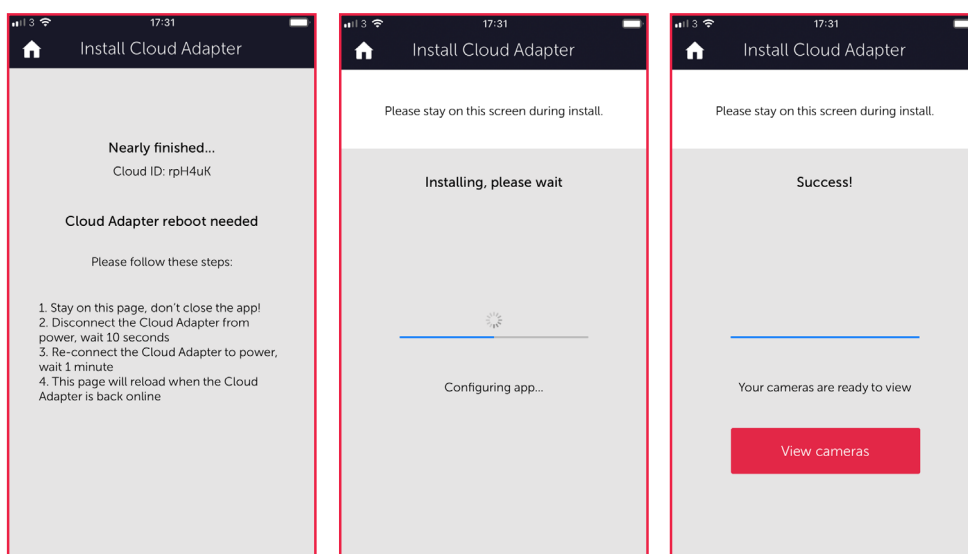 3 17:31
Install Cloud Adapter
Nearly finished...
Cloud ID: rpH4uK
Cloud Adapter reboot needed
Please follow these steps:
1. Stay on this page, don't close the app!
2. Disconnect the Cloud Adapter from
power, wait 10 seconds
3. Re-connect the Cloud Adapter to power,
wait 1 minute
4. This page will reload when the Cloud
Adapter is back online
3 17:31
Install Cloud Adapter
Please stay on this screen during install.
Installing, please wait
Configuring app...
3 17:31
Install Cloud Adapter
Please stay on this screen during install.
Success!
Your cameras are ready to view
View cameras